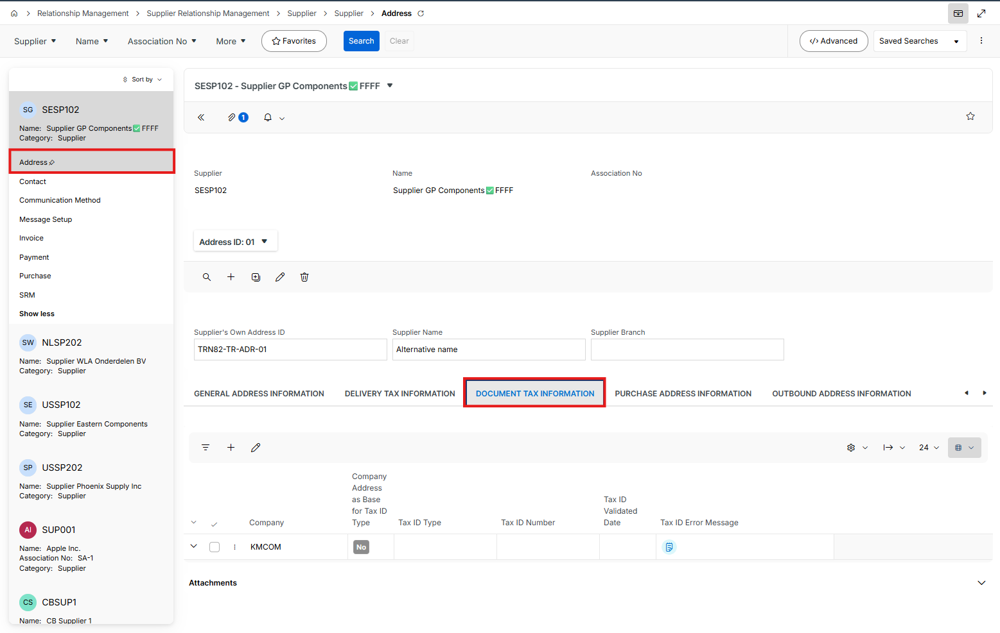 Relationship Management > Supplier Relationship Management > Supplier > Supplier > Address
Supplier Name Association No More Favorites Search Clear </> Advanced Saved Searches
Sort by
SG SESP102
Name: Supplier GP Components✅FFFF
Category: Supplier
Address
Contact
Communication Method
Message Setup
Invoice
Payment
Purchase
SRM
Show less
SW NLSP202
Name: Supplier WLA Onderdelen BV
Category: Supplier
SE USSP102
Name: Supplier Eastern Components
Category: Supplier
SP USSP202
Name: Supplier Phoenix Supply Inc
Category: Supplier
AI SUP001
Name: Apple Inc.
Association No: SA-1
Category: Supplier
CS CBSUP1
Name: CB Supplier 1
SESP102 - Supplier GP Components✅FFFF
1
Supplier Name Association No
SESP102 Supplier GP Components✅FFFF
Address ID: 01
Supplier's Own Address ID Supplier Name Supplier Branch
TRN82-TR-ADR-01 Alternative name
GENERAL ADDRESS INFORMATION DELIVERY TAX INFORMATION DOCUMENT TAX INFORMATION PURCHASE ADDRESS INFORMATION OUTBOUND ADDRESS INFORMATION
24
Company
Company
Address
as Base
for Tax ID
Type
Tax ID Type
Tax ID Number
Tax ID
Validated
Date
Tax ID Error Message
KMCOM No
Attachments